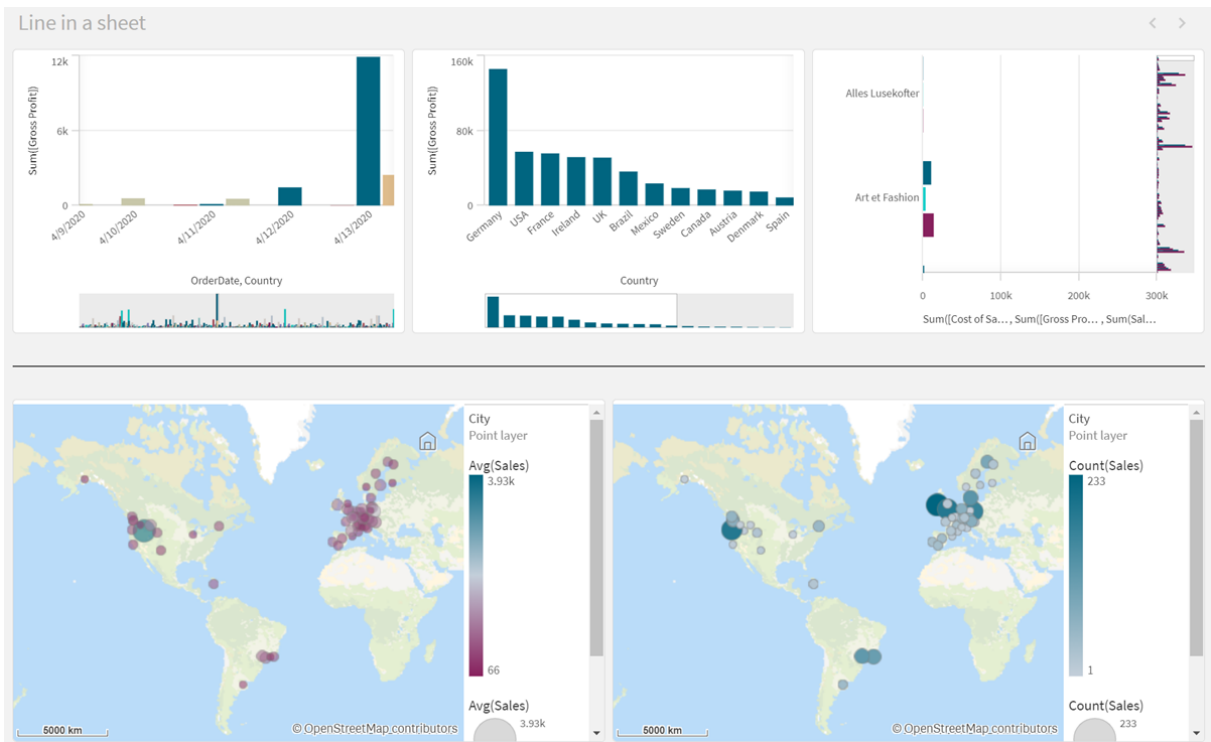 Line in a sheet
12k
6k
0
Sum([Gross Profit])
4/9/2020
4/10/2020
4/11/2020
4/12/2020
4/13/2020
OrderDate, Country
160k
80k
0
Sum([Gross Profit])
Germany
USA
France
Ireland
UK
Brazil
Mexico
Sweden
Canada
Austria
Denmark
Spain
Country
Alles Lusekofter
Art et Fashion
0
100k
200k
300k
Sum([Cost of Sa... , Sum([Gross Pro... , Sum(Sal...
City
Point layer
Avg(Sales)
3.93k
66
Avg(Sales)
3.93k
5000 km
© OpenStreetMap contributors
City
Point layer
Count(Sales)
233
1
Count(Sales)
233
5000 km
© OpenStreetMap contributors